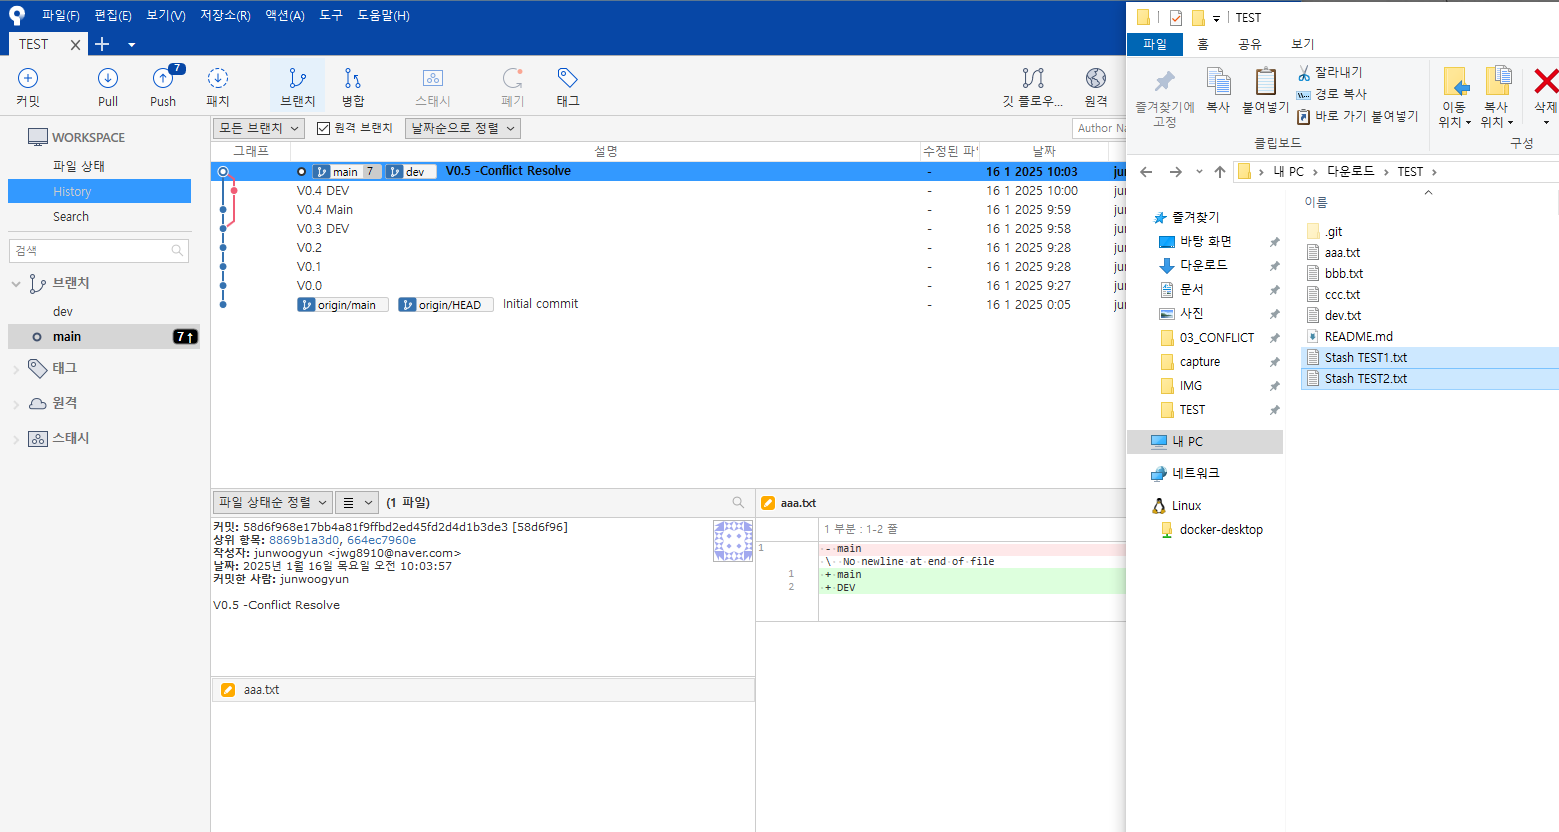 파일(F) 편집(E) 보기(V) 저장소(R) 액션(A) 도구 도움말(H)
TEST
커밋 Pull 7 Push 패치 브랜치 병합 스태시 폐기 태그 깃 플로우... 원격
WORKSPACE
파일 상태
History
Search
검색
브랜치
dev
main 7↑
태그
원격
스태시
모든 브랜치 원격 브랜치 날짜순으로 정렬 Author Na
그래프 설명 수정된 파' 날짜
main 7 dev V0.5 -Conflict Resolve - 16 1 2025 10:03 jun
V0.4 DEV - 16 1 2025 10:00 jun
V0.4 Main - 16 1 2025 9:59 jun
V0.3 DEV - 16 1 2025 9:58 jun
V0.2 - 16 1 2025 9:28 jun
V0.1 - 16 1 2025 9:28 jun
V0.0 - 16 1 2025 9:27 jun
origin/main origin/HEAD Initial commit - 16 1 2025 0:05 jun
파일 상태순 정렬 (1 파일)
커밋: 58d6f968e17bb4a81f9ffbd2ed45fd2d4d1b3de3 [58d6f96]
상위 항목: 8869b1a3d0, 664ec7960e
작성자: junwoogyun <jwg8910@naver.com>
날짜: 2025년 1월 16일 목요일 오전 10:03:57
커밋한 사람: junwoogyun
V0.5 -Conflict Resolve
aaa.txt
aaa.txt
1 부분 : 1-2 줄
1 - main
\ No newline at end of file
1 + main
2 + DEV
TEST
파일 홈 공유 보기
즐겨찾기에
고정
복사
붙여넣기
잘라내기
경로 복사
바로 가기 붙여넣기
이동
위치
복사
위치
삭제
클립보드 구성
내 PC 다운로드 TEST
즐겨찾기
바탕 화면
다운로드
문서
사진
03_CONFLICT
capture
IMG
TEST
내 PC
네트워크
Linux
docker-desktop
이름
.git
aaa.txt
bbb.txt
ccc.txt
dev.txt
README.md
Stash TEST1.txt
Stash TEST2.txt